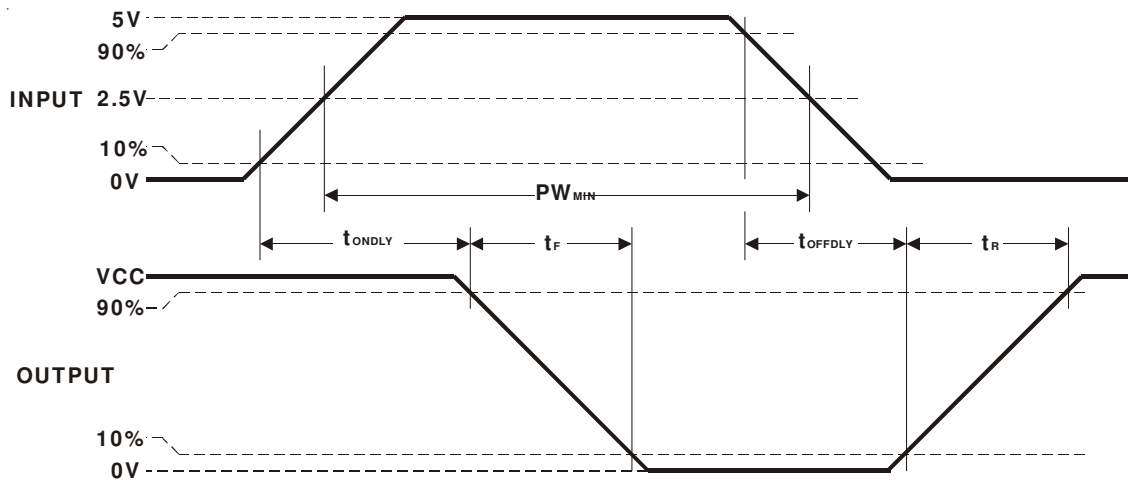 5V
90%
INPUT 2.5V
10%
0V
PWMIN
tONDLY tF tOFFDLY tR
VCC
90%
OUTPUT
10%
0V